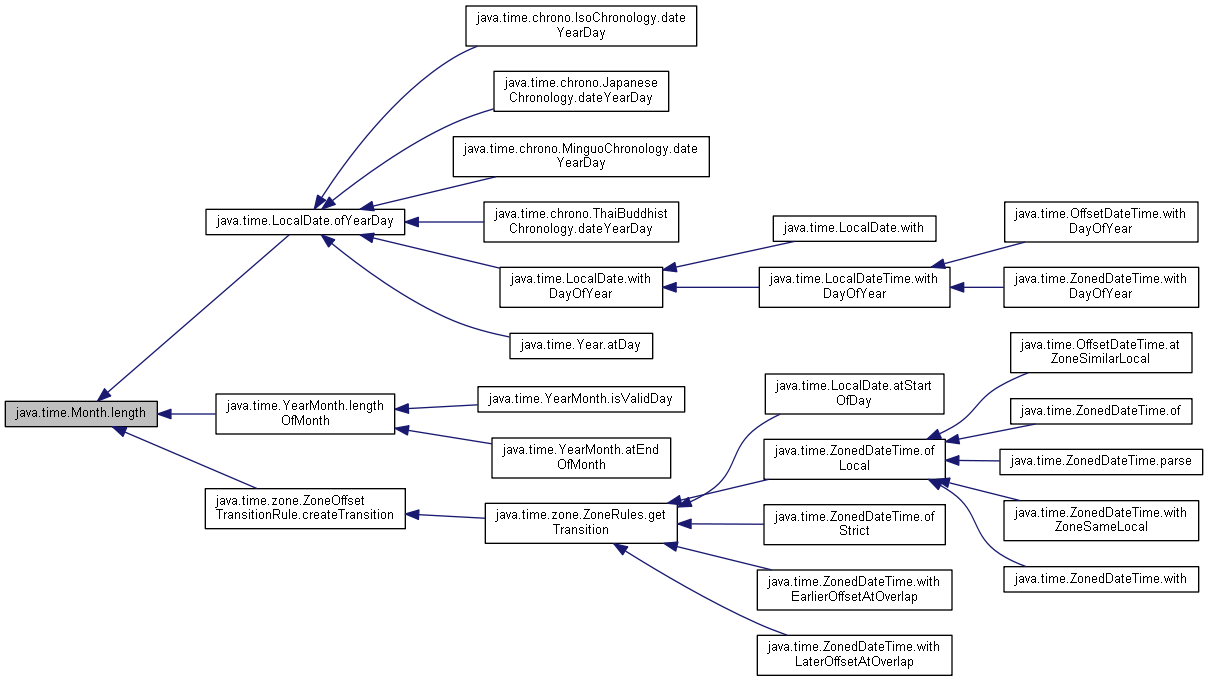 java.time.chrono.IsoChronology.date
YearDay
java.time.chrono.Japanese
Chronology.dateYearDay
java.time.chrono.MinguoChronology.date
YearDay
java.time.LocalDate.ofYearDay
java.time.chrono.ThaiBuddhist
Chronology.dateYearDay
java.time.LocalDate.with
java.time.OffsetDateTime.with
DayOfYear
java.time.LocalDate.with
DayOfYear
java.time.LocalDateTime.with
DayOfYear
java.time.ZonedDateTime.with
DayOfYear
java.time.Year.atDay
java.time.OffsetDateTime.at
ZoneSimilarLocal
java.time.Month.length
java.time.YearMonth.length
OfMonth
java.time.YearMonth.isValidDay
java.time.LocalDate.atStart
OfDay
java.time.ZonedDateTime.of
java.time.YearMonth.atEnd
OfMonth
java.time.ZonedDateTime.of
Local
java.time.ZonedDateTime.parse
java.time.zone.ZoneOffset
TransitionRule.createTransition
java.time.zone.ZoneRules.get
Transition
java.time.ZonedDateTime.of
Strict
java.time.ZonedDateTime.with
ZoneSameLocal
java.time.ZonedDateTime.with
EarlierOffsetAtOverlap
java.time.ZonedDateTime.with
java.time.ZonedDateTime.with
LaterOffsetAtOverlap